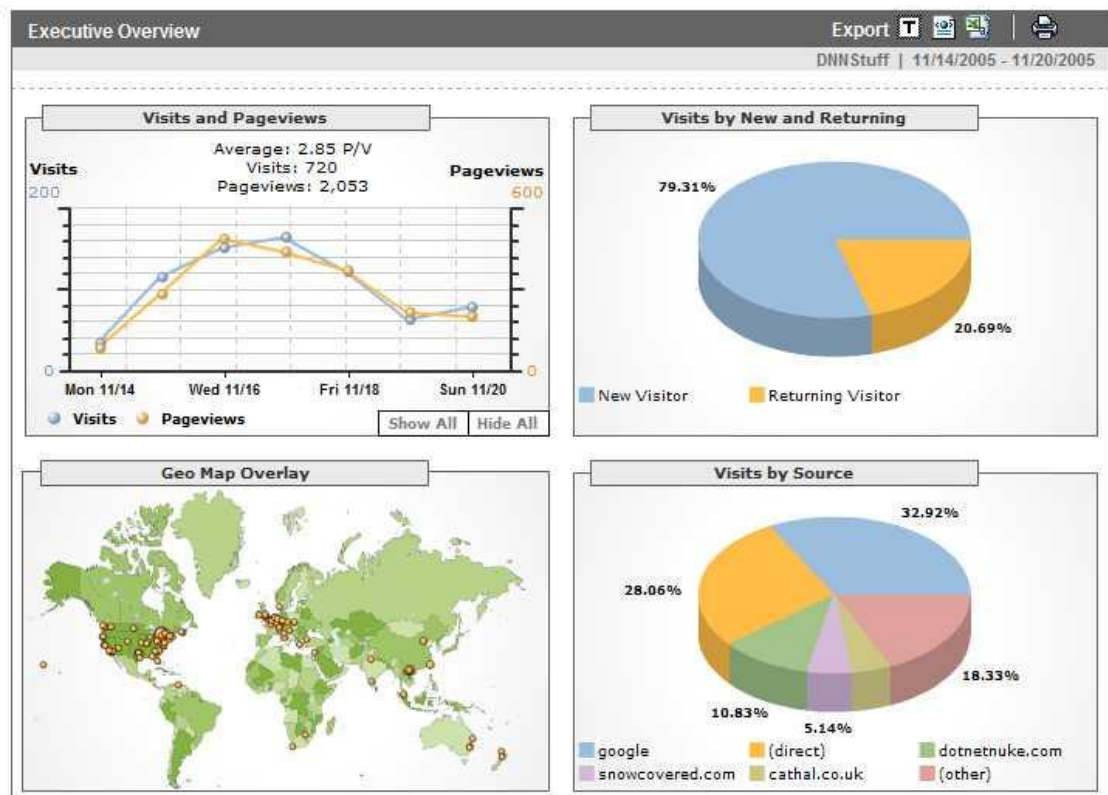 Executive Overview
Export T
DNNStuff | 11/14/2005 - 11/20/2005
Visits and Pageviews
Average: 2.85 P/V
Visits: 720
Pageviews: 2,053
Visits
Pageviews
200
600
0
0
Mon 11/14
Wed 11/16
Fri 11/18
Sun 11/20
Visits
Pageviews
Show All
Hide All
Visits by New and Returning
79.31%
20.69%
New Visitor
Returning Visitor
Geo Map Overlay
Visits by Source
32.92%
28.06%
18.33%
10.83%
5.14%
google
(direct)
dotnetnuke.com
snowcovered.com
cathal.co.uk
(other)